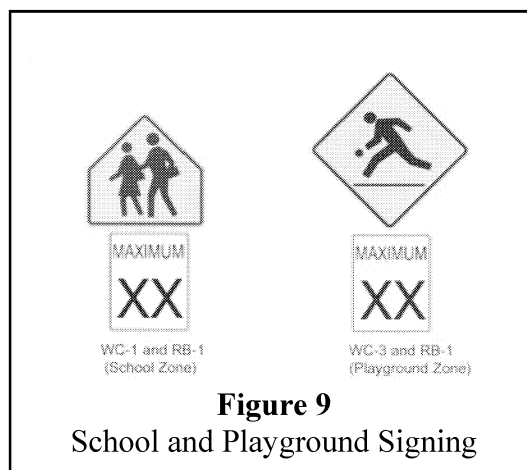 MAXIMUM
XX
WC-1 and RB-1
(School Zone)
MAXIMUM
XX
WC-3 and RB-1
(Playground Zone)
Figure 9
School and Playground Signing